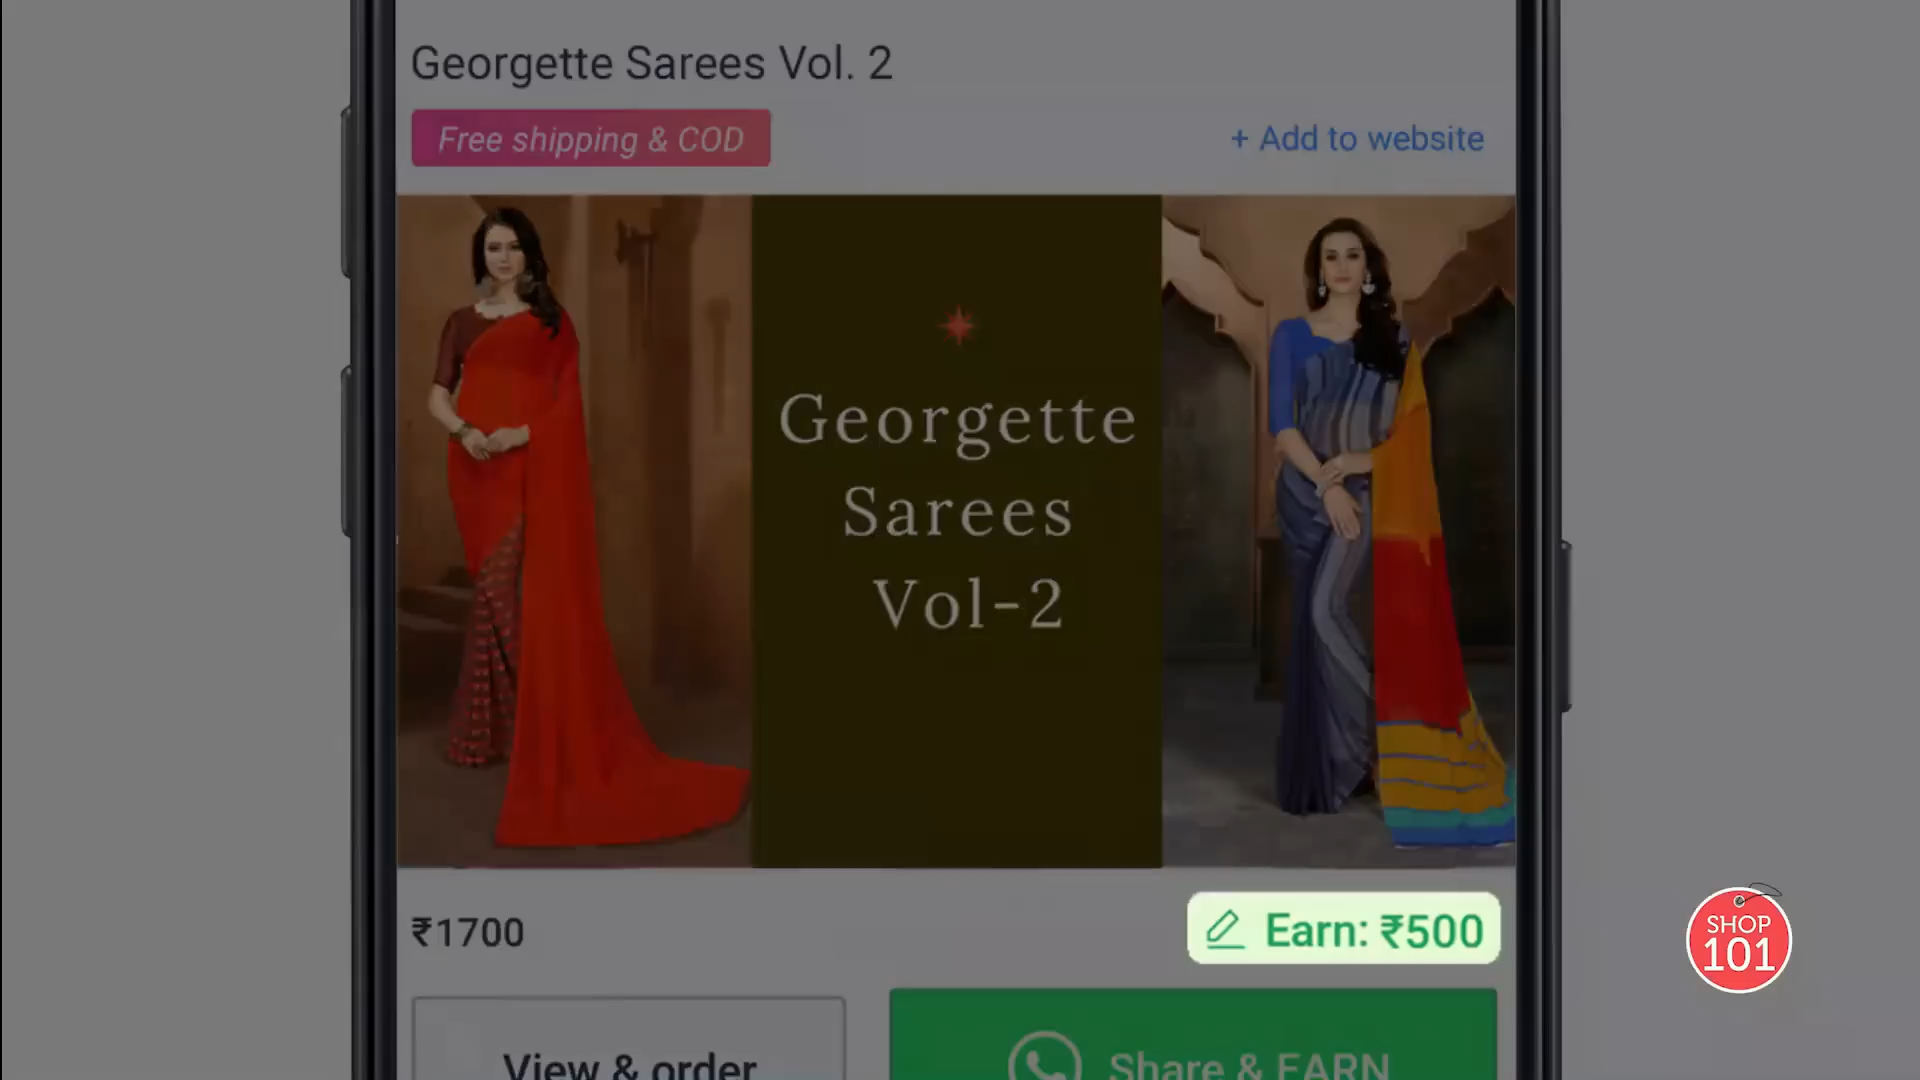 Georgette Sarees Vol. 2
Free shipping & COD
+ Add to website
Georgette
Sarees
Vol-2
₹1700
Earn: ₹500
SHOP
101
View & order
Share & EARN